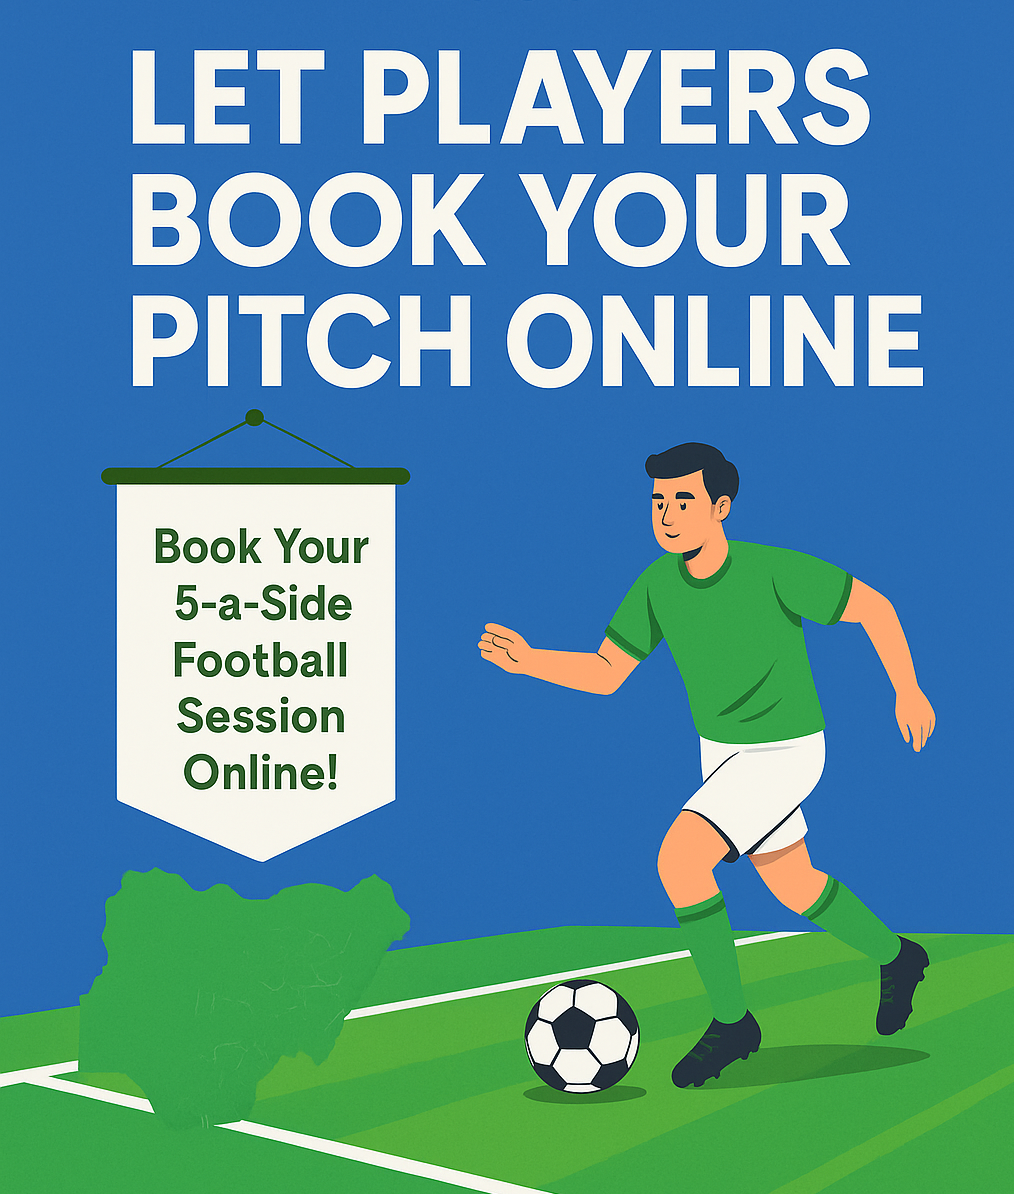 LET PLAYERS
BOOK YOUR
PITCH ONLINE
Book Your
5-a-Side
Football
Session
Online!